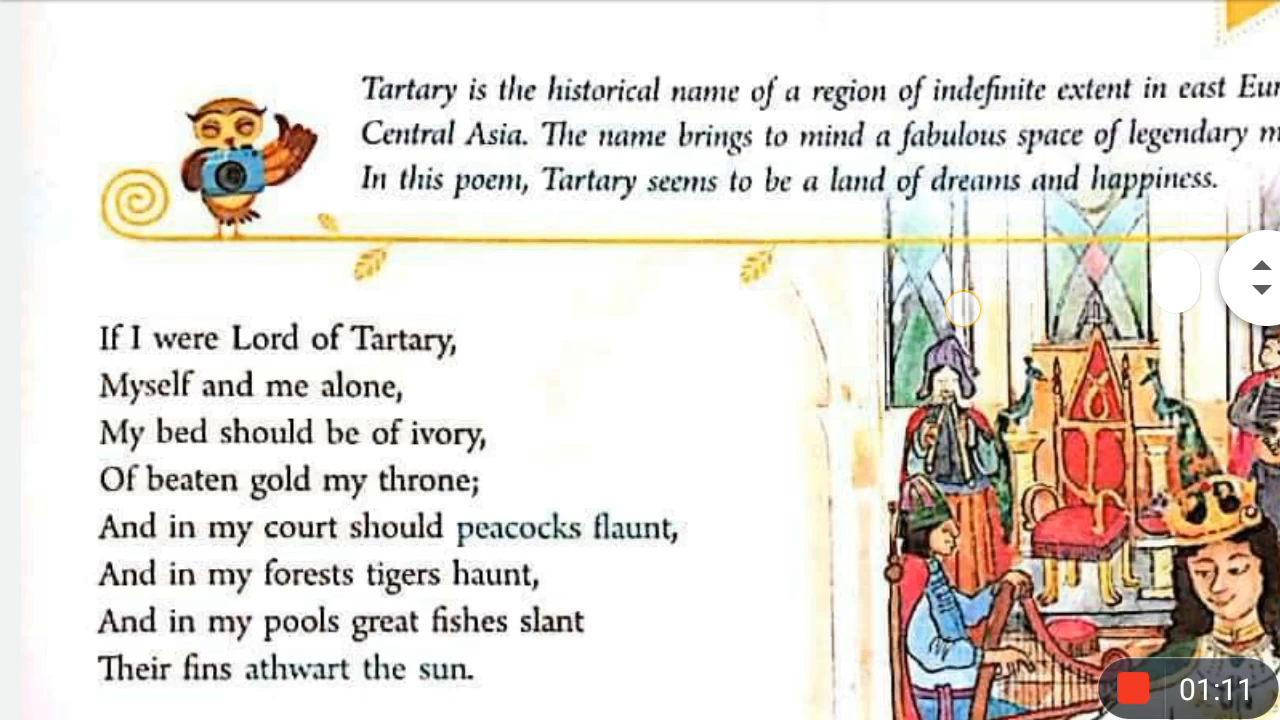 Tartary is the historical name of a region of indefinite extent in east Eur
Central Asia. The name brings to mind a fabulous space of legendary m
In this poem, Tartary seems to be a land of dreams and happiness.
If I were Lord of Tartary,
Myself and me alone,
My bed should be of ivory,
Of beaten gold my throne;
And in my court should peacocks flaunt,
And in my forests tigers haunt,
And in my pools great fishes slant
Their fins athwart the sun.
01:11